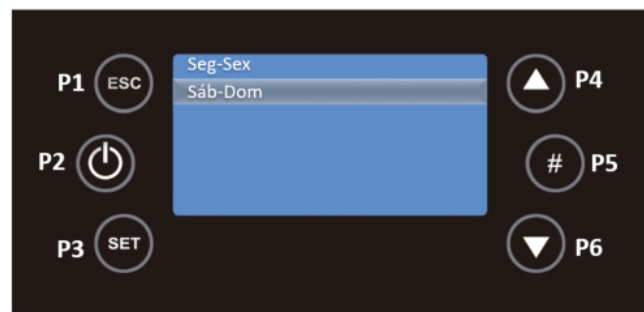 P1 ESC
Seg-Sex
Sáb-Dom
P4
P2
# P5
P3 SET
P6